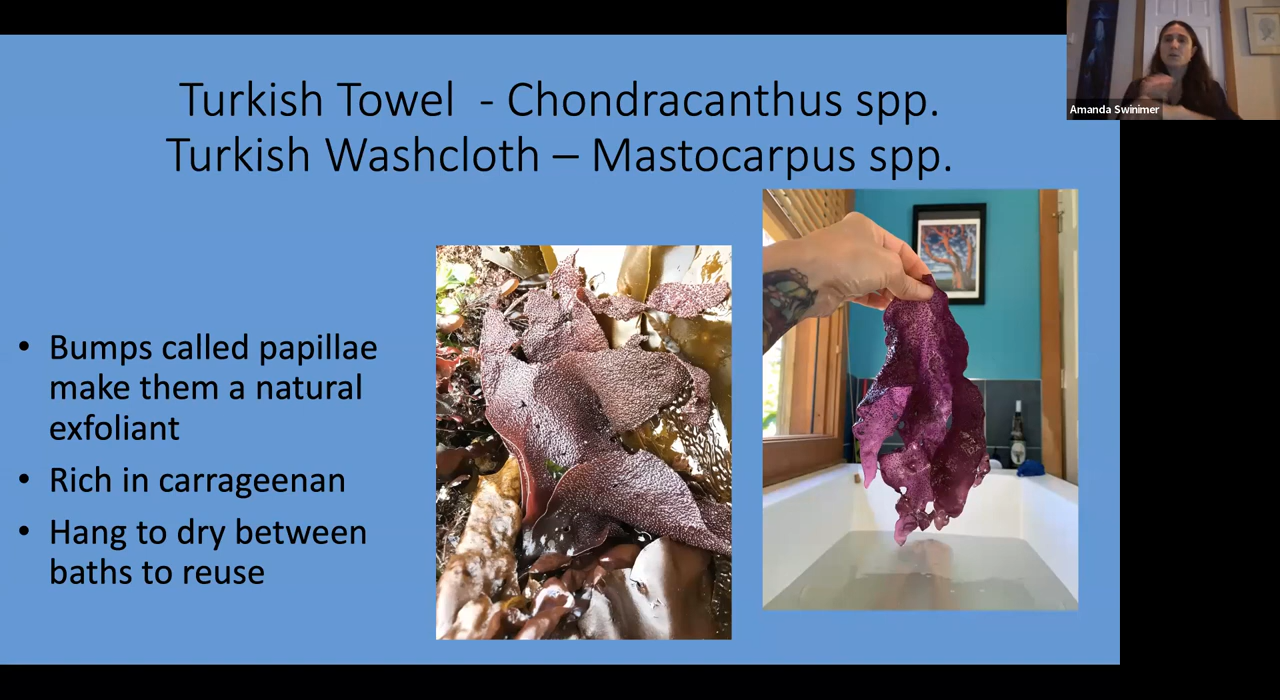 Turkish Towel  - Chondracanthus spp.
Turkish Washcloth – Mastocarpus spp.
• Bumps called papillae
make them a natural
exfoliant
• Rich in carrageenan
• Hang to dry between
baths to reuse
Amanda Swinimer